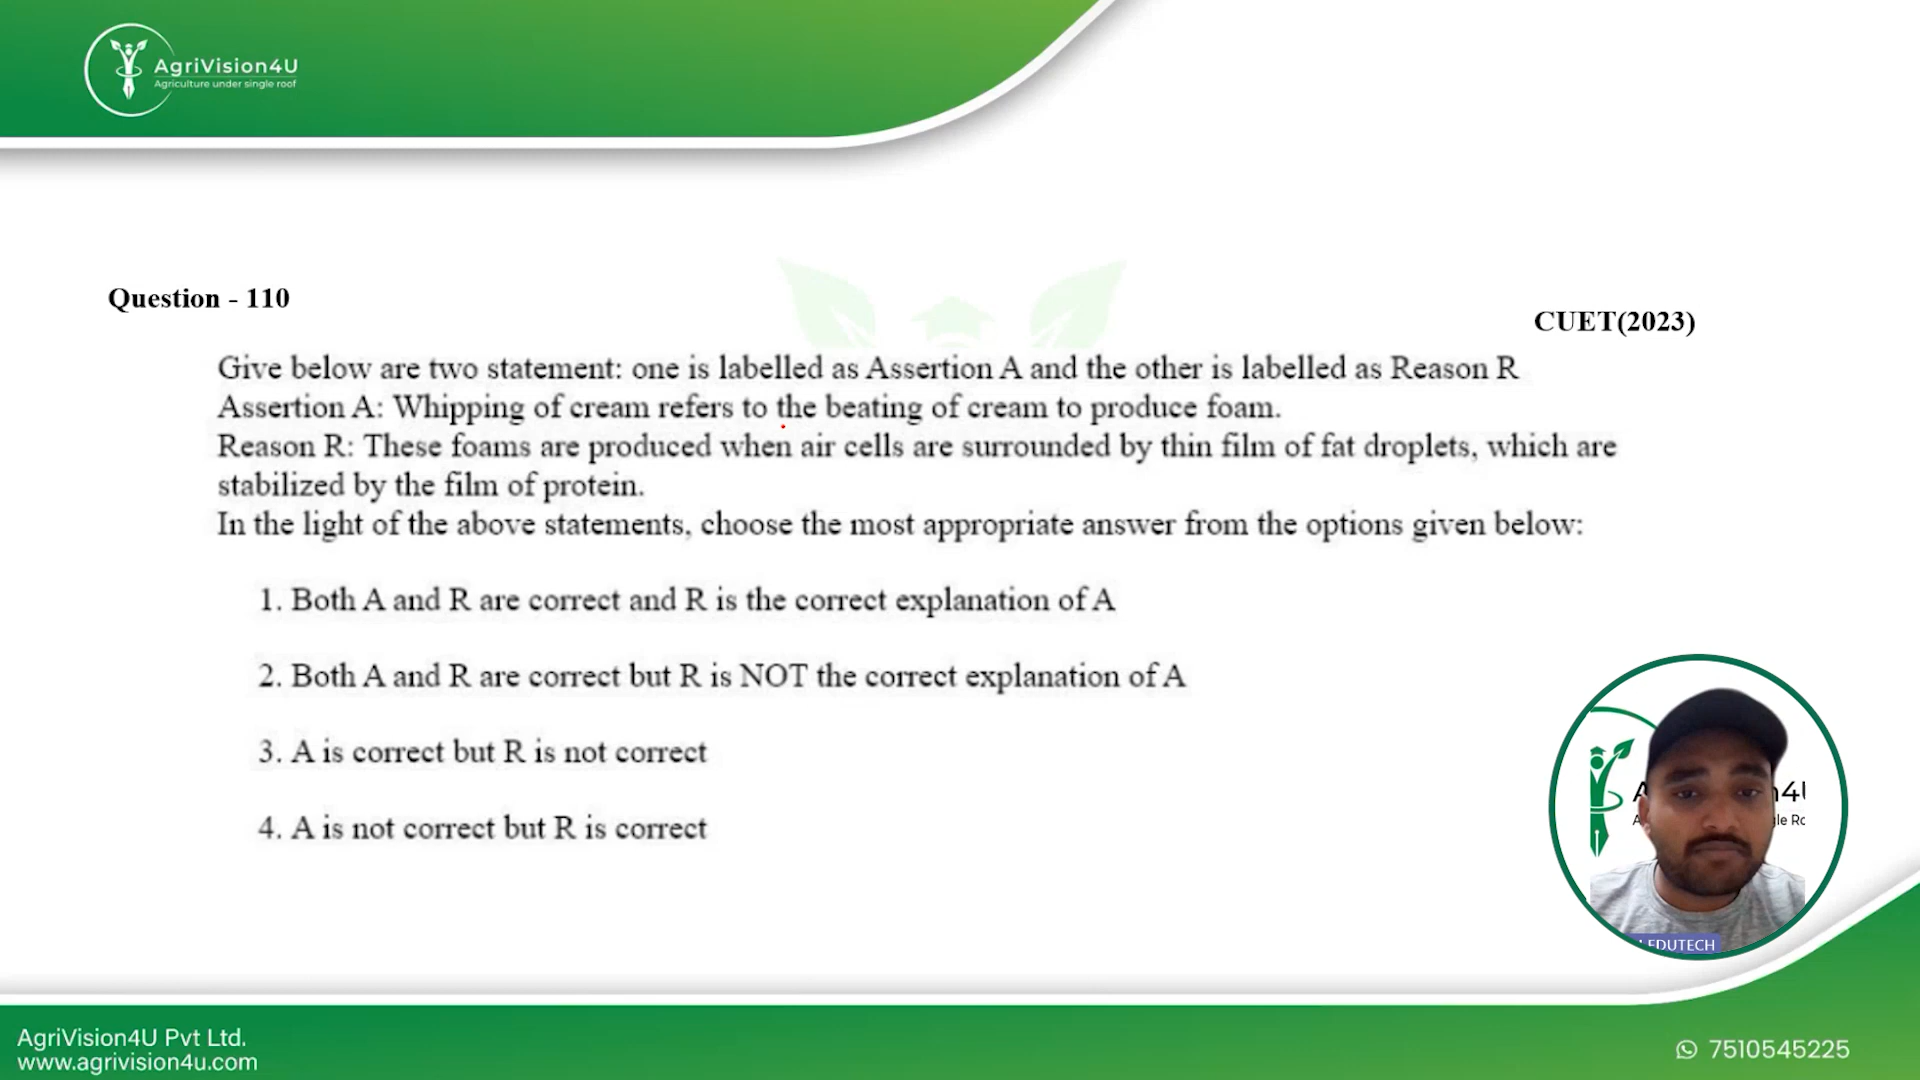 AgriVision4U
Agriculture under single roof
Question - 110
CUET(2023)
Give below are two statement: one is labelled as Assertion A and the other is labelled as Reason R
Assertion A: Whipping of cream refers to the beating of cream to produce foam.
Reason R: These foams are produced when air cells are surrounded by thin film of fat droplets, which are
stabilized by the film of protein.
In the light of the above statements, choose the most appropriate answer from the options given below:
1. Both A and R are correct and R is the correct explanation of A
2. Both A and R are correct but R is NOT the correct explanation of A
3. A is correct but R is not correct
4. A is not correct but R is correct
EDUTECH
AgriVision4U Pvt Ltd.
www.agrivision4u.com
7510545225